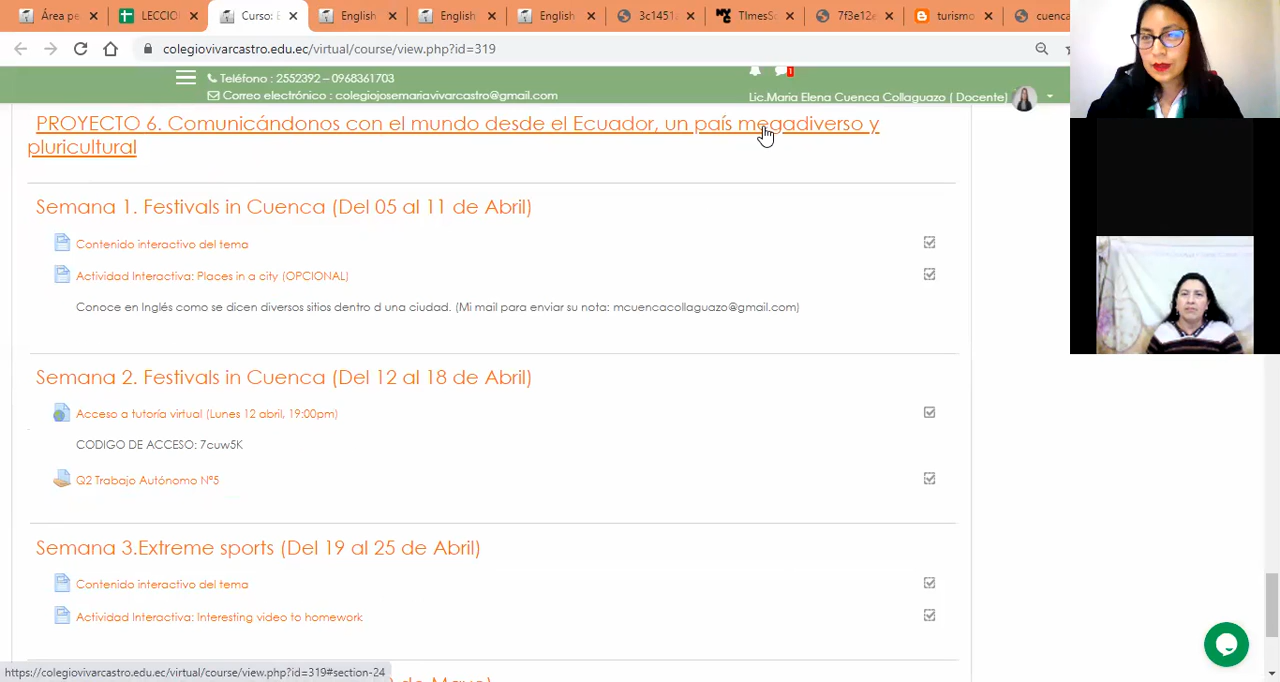 Área pe
LECCIO
Curso: E
English
English
English
3c1451
TImesSo
7f3e12e
turismo
cuenca
colegiovivarcastro.edu.ec/virtual/course/view.php?id=319
Teléfono : 2552392 – 0968361703
Correo electrónico : colegiojosemariavivarcastro@gmail.com
1
Lic.Maria Elena Cuenca Collaguazo ( Docente)
PROYECTO 6. Comunicándonos con el mundo desde el Ecuador, un país megadiverso y
pluricultural
Semana 1. Festivals in Cuenca (Del 05 al 11 de Abril)
Contenido interactivo del tema
Actividad Interactiva: Places in a city (OPCIONAL)
Conoce en Inglés como se dicen diversos sitios dentro d una ciudad. (Mi mail para enviar su nota: mcuencacollaguazo@gmail.com)
Semana 2. Festivals in Cuenca (Del 12 al 18 de Abril)
Acceso a tutoría virtual (Lunes 12 abril, 19:00pm)
CODIGO DE ACCESO: 7cuw5K
Q2 Trabajo Autónomo Nº5
Semana 3.Extreme sports (Del 19 al 25 de Abril)
Contenido interactivo del tema
Actividad Interactiva: Interesting video to homework
https://colegiovivarcastro.edu.ec/virtual/course/view.php?id=319#section-24